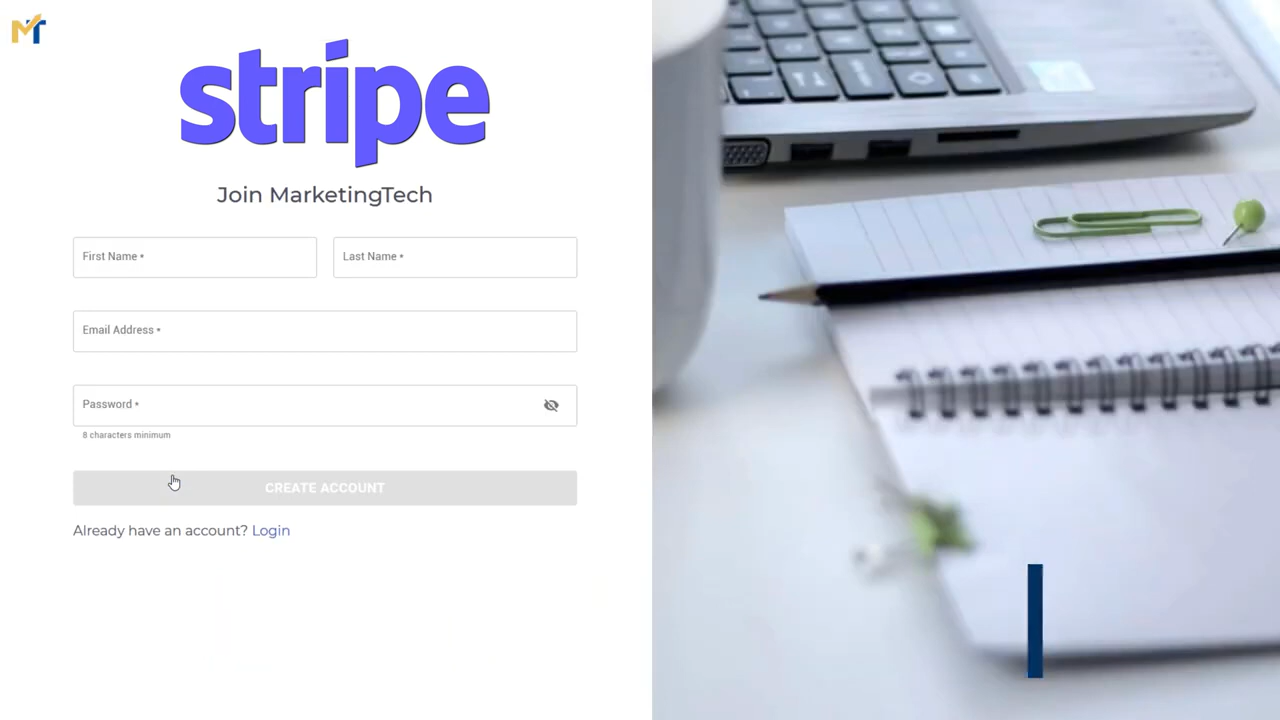 MT
stripe
Join MarketingTech
First Name *
Last Name *
Email Address *
Password *
8 characters minimum
CREATE ACCOUNT
Already have an account? Login